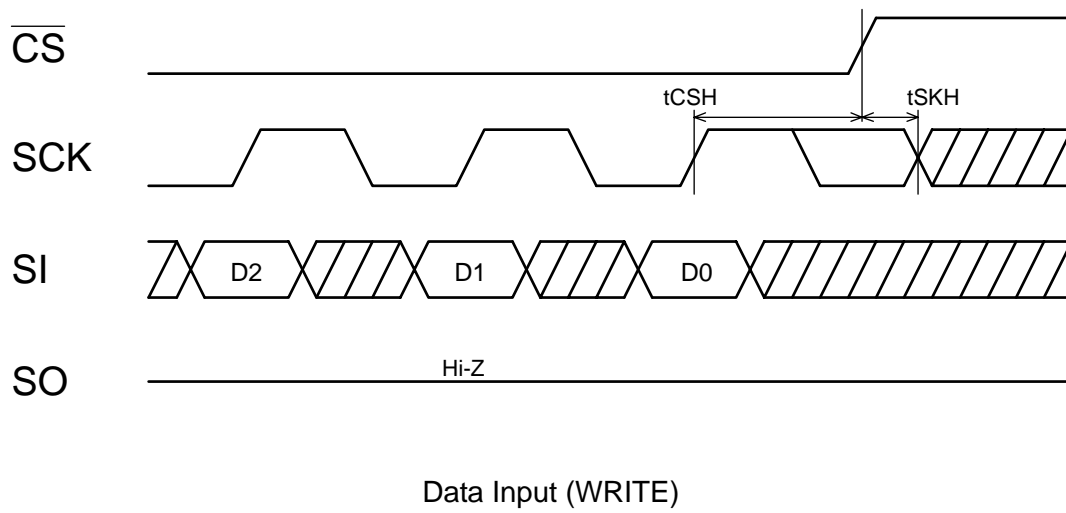 CS
tCSH tSKH
SCK
SI D2 D1 D0
Hi-Z
SO
Data Input (WRITE)